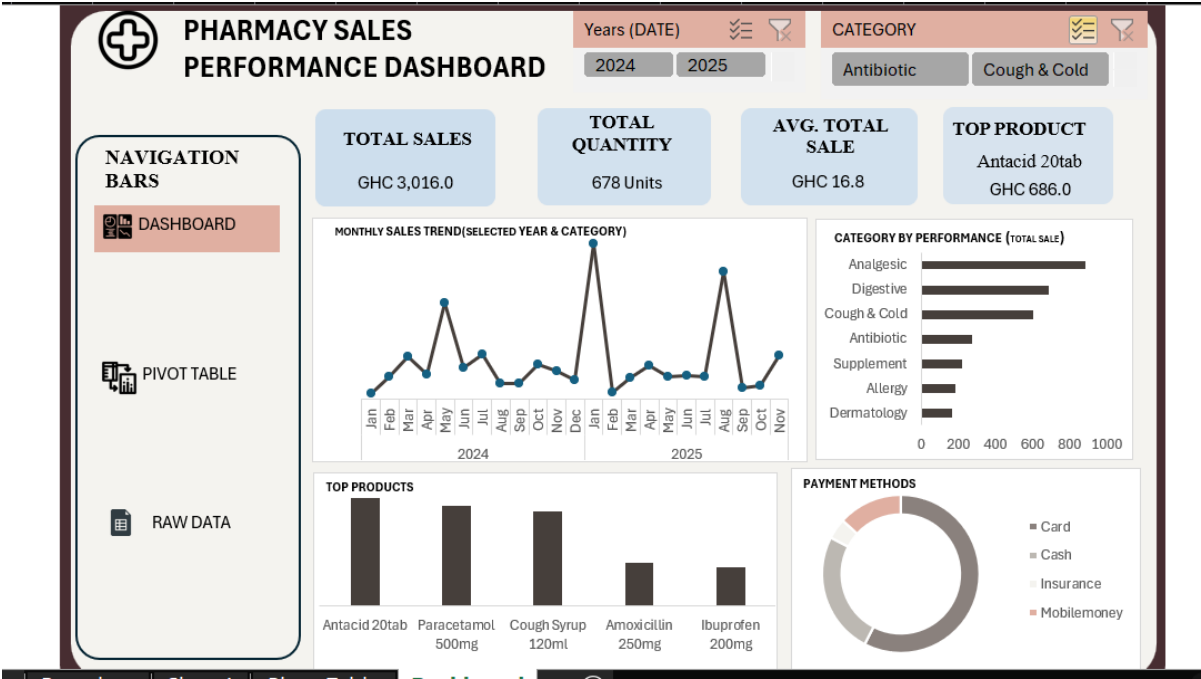 PHARMACY SALES
PERFORMANCE DASHBOARD
Years (DATE)
2024
2025
CATEGORY
Antibiotic
Cough & Cold
NAVIGATION
BARS
DASHBOARD
PIVOT TABLE
RAW DATA
TOTAL SALES
GHC 3,016.0
TOTAL
QUANTITY
678 Units
AVG. TOTAL
SALE
GHC 16.8
TOP PRODUCT
Antacid 20tab
GHC 686.0
MONTHLY SALES TREND(SELECTED YEAR & CATEGORY)
Jan Feb Mar Apr May Jun Jul Aug Sep Oct Nov Dec Jan Feb Mar Apr May Jun Jul Aug Sep Oct Nov
2024 2025
CATEGORY BY PERFORMANCE (TOTAL SALE)
Analgesic
Digestive
Cough & Cold
Antibiotic
Supplement
Allergy
Dermatology
0 200 400 600 800 1000
TOP PRODUCTS
Antacid 20tab
Paracetamol
500mg
Cough Syrup
120ml
Amoxicillin
250mg
Ibuprofen
200mg
PAYMENT METHODS
Card
Cash
Insurance
Mobilemoney